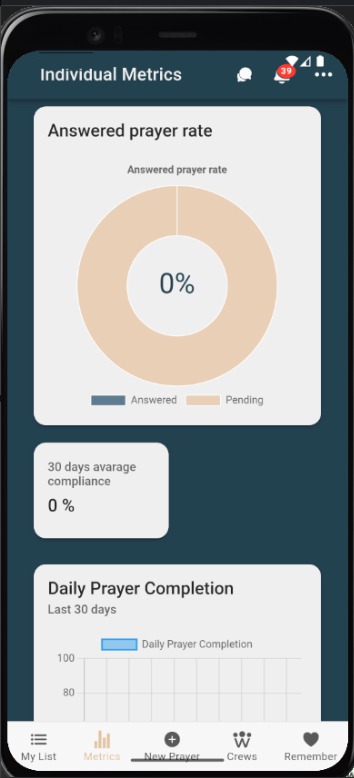 Individual Metrics
39
Answered prayer rate
Answered prayer rate
0%
Answered
Pending
30 days avarage
compliance
0 %
Daily Prayer Completion
Last 30 days
Daily Prayer Completion
100
80
My List
Metrics
New Prayer
Crews
Remember